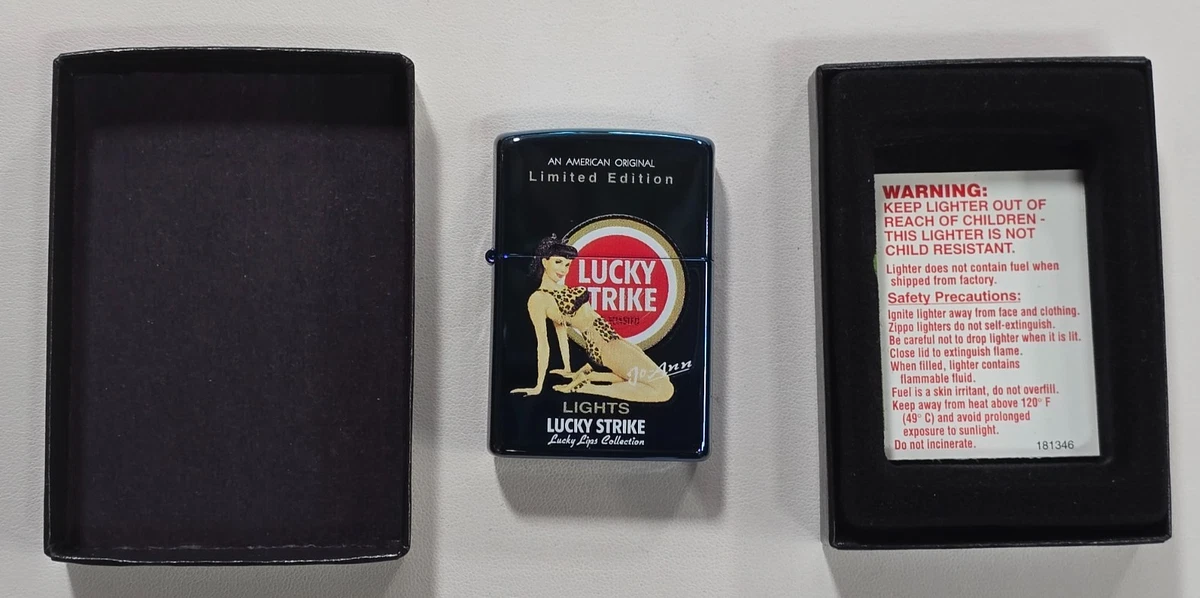 AN AMERICAN ORIGINAL
Limited Edition
LUCKY
TRIKE
Jo Ann
LIGHTS
LUCKY STRIKE
Lucky Lips Collection
WARNING:
KEEP LIGHTER OUT OF
REACH OF CHILDREN -
THIS LIGHTER IS NOT
CHILD RESISTANT.
Lighter does not contain fuel when
shipped from factory.
Safety Precautions:
Ignite lighter away from face and clothing.
Zippo lighters do not self-extinguish.
Be careful not to drop lighter when it is lit.
Close lid to extinguish flame.
When filled, lighter contains
flammable fluid.
Fuel is a skin irritant, do not overfill.
Keep away from heat above 120° F
(49° C) and avoid prolonged
exposure to sunlight.
Do not incinerate.
181346